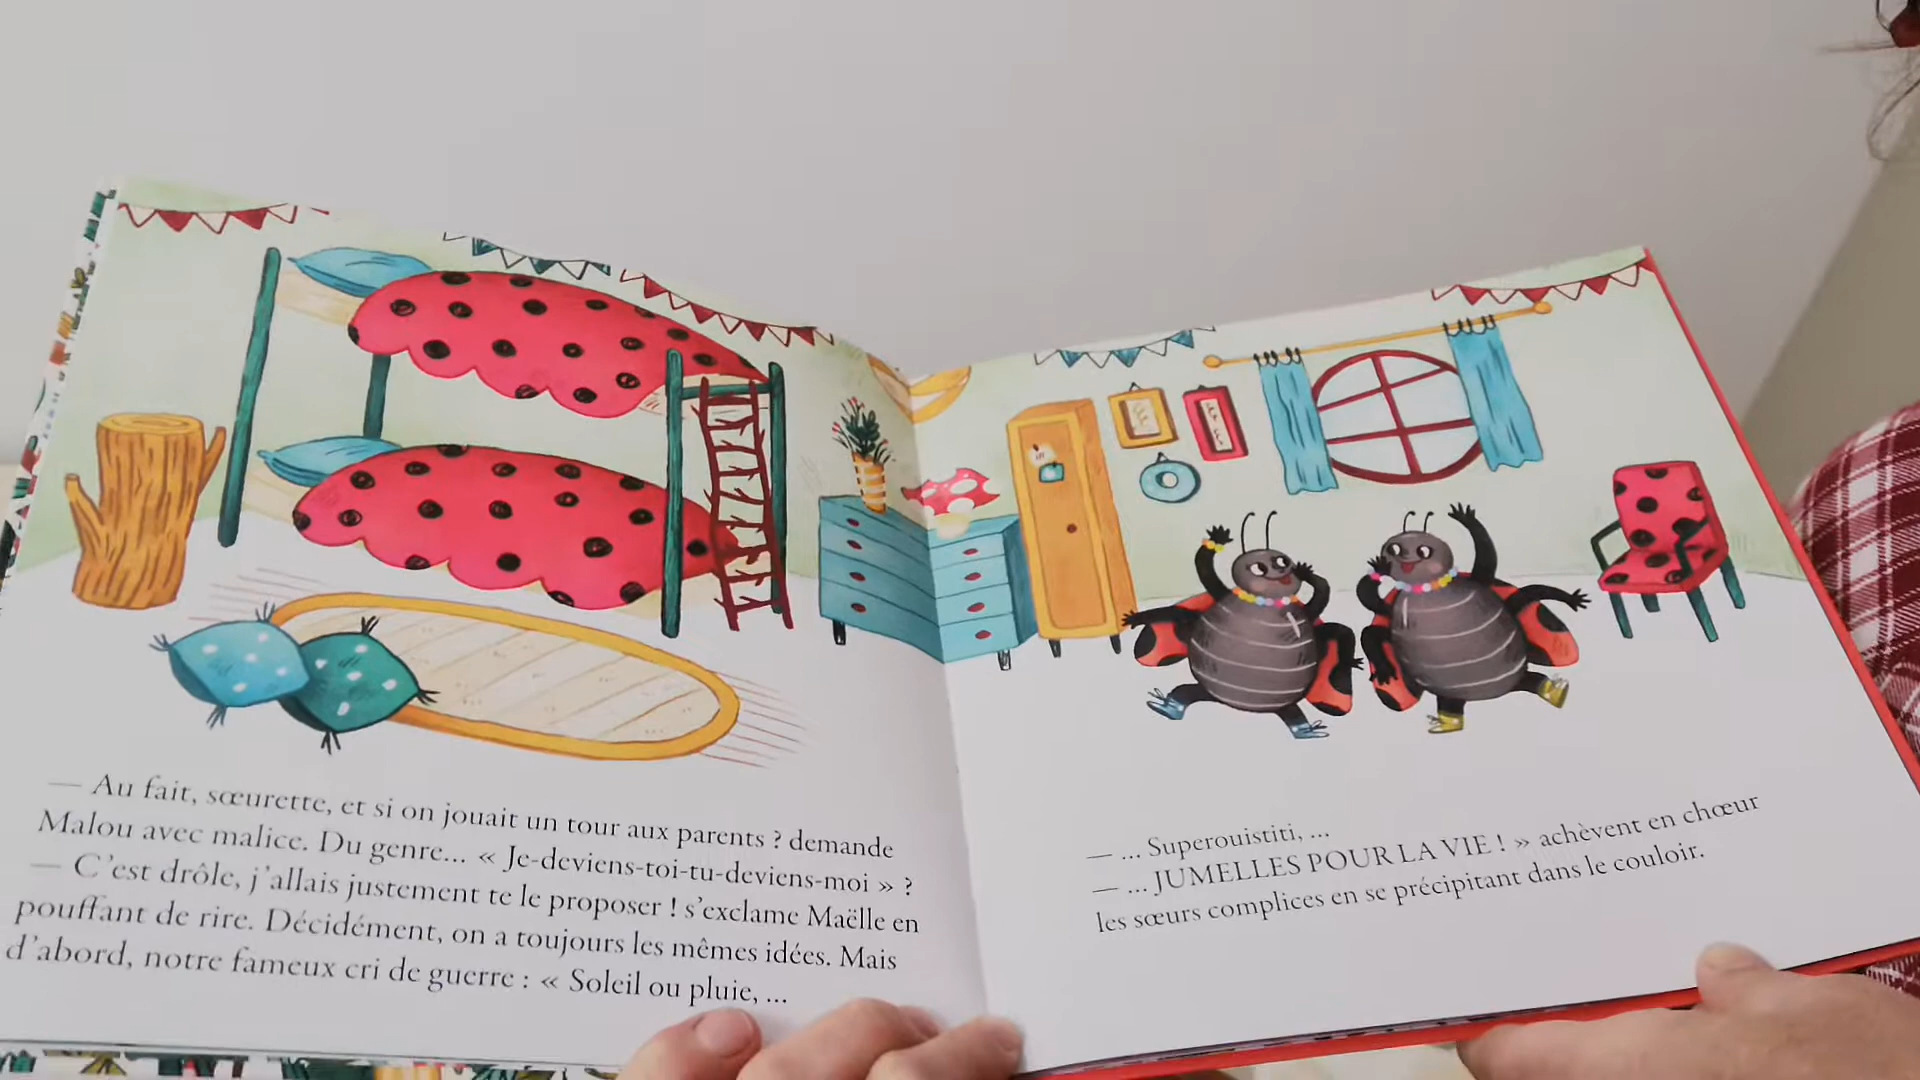 — Au fait, sœurette, et si on jouait un tour aux parents ? demande
Malou avec malice. Du genre... « Je-deviens-toi-tu-deviens-moi » ?
— C'est drôle, j'allais justement te le proposer ! s'exclame Maëlle en
pouffant de rire. Décidément, on a toujours les mêmes idées. Mais
d'abord, notre fameux cri de guerre : « Soleil ou pluie, ...
— ... Superouistiti, ...
— ... JUMELLES POUR LA VIE ! » achèvent en chœur
les sœurs complices en se précipitant dans le couloir.